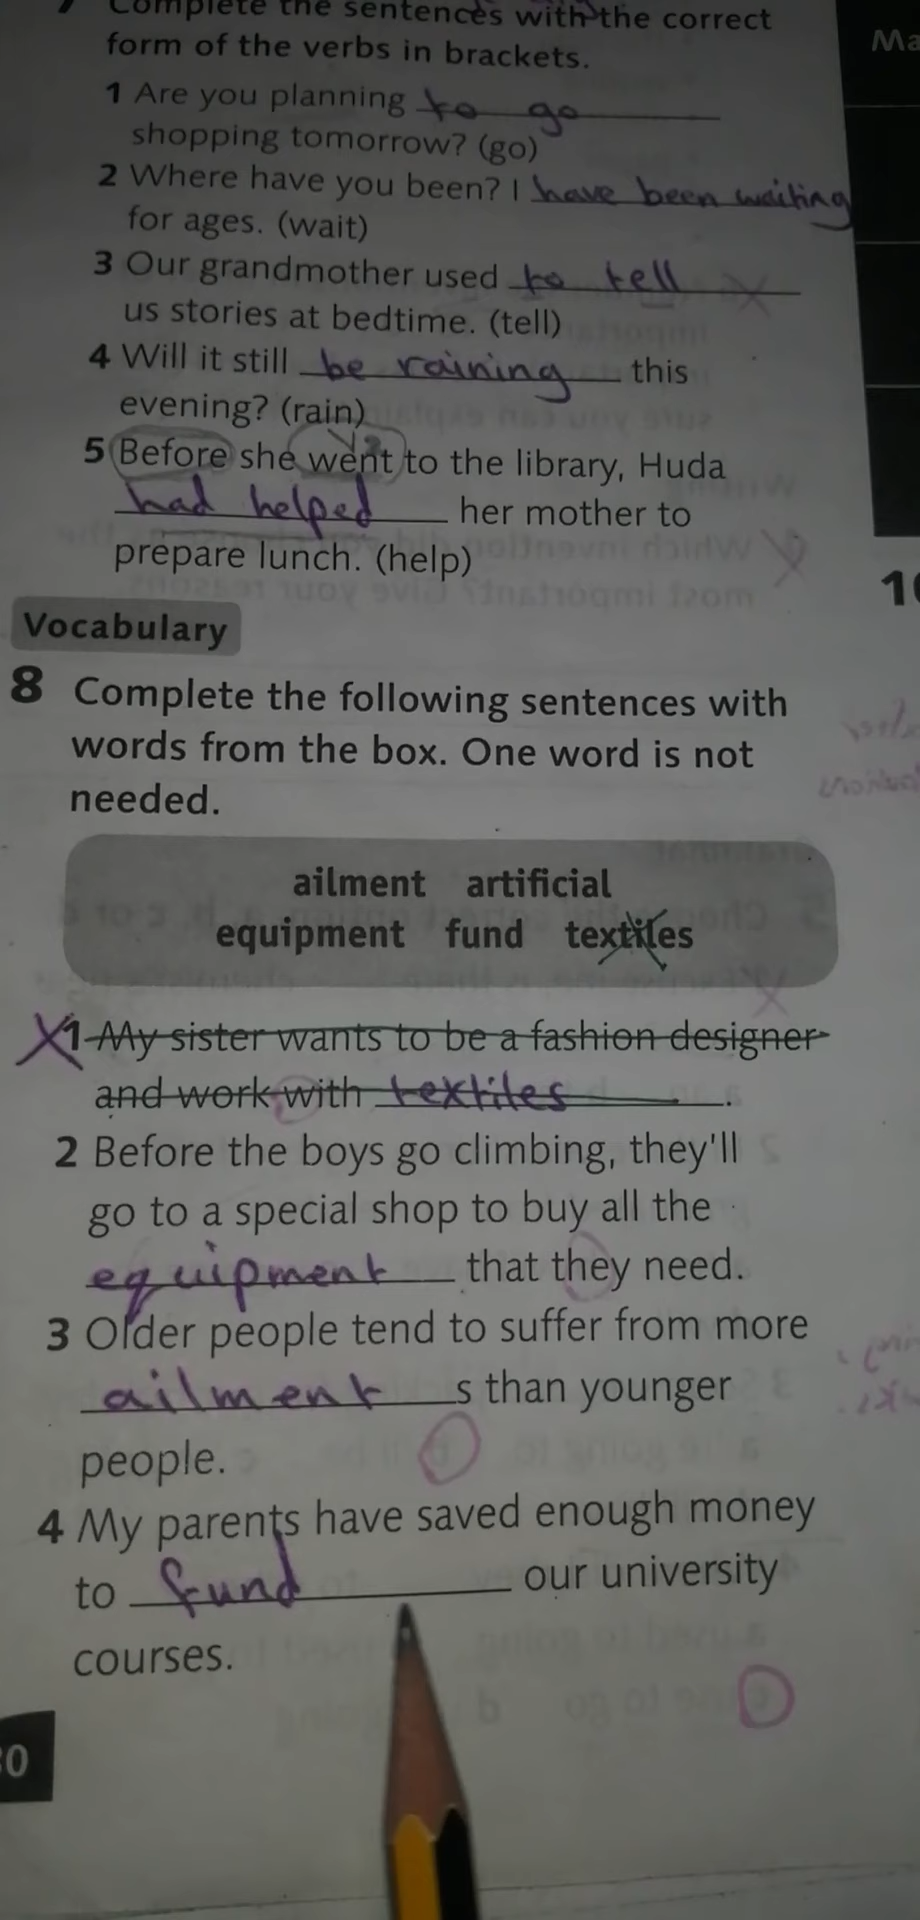 7 Complete the sentences with the correct
form of the verbs in brackets.
1 Are you planning to go
shopping tomorrow? (go)
2 Where have you been? I have been waiting
for ages. (wait)
3 Our grandmother used to tell
us stories at bedtime. (tell)
4 Will it still be raining this
evening? (rain)
V2
5 Before she went to the library, Huda
had helped her mother to
prepare lunch. (help)
Vocabulary
8 Complete the following sentences with
words from the box. One word is not
needed.
ailment artificial
equipment fund textiles
1 My sister wants to be a fashion designer
and work with textiles.
2 Before the boys go climbing, they'll
go to a special shop to buy all the
equipment that they need.
3 Older people tend to suffer from more
ailment s than younger
people.
4 My parents have saved enough money
to fund our university
courses.
Ma